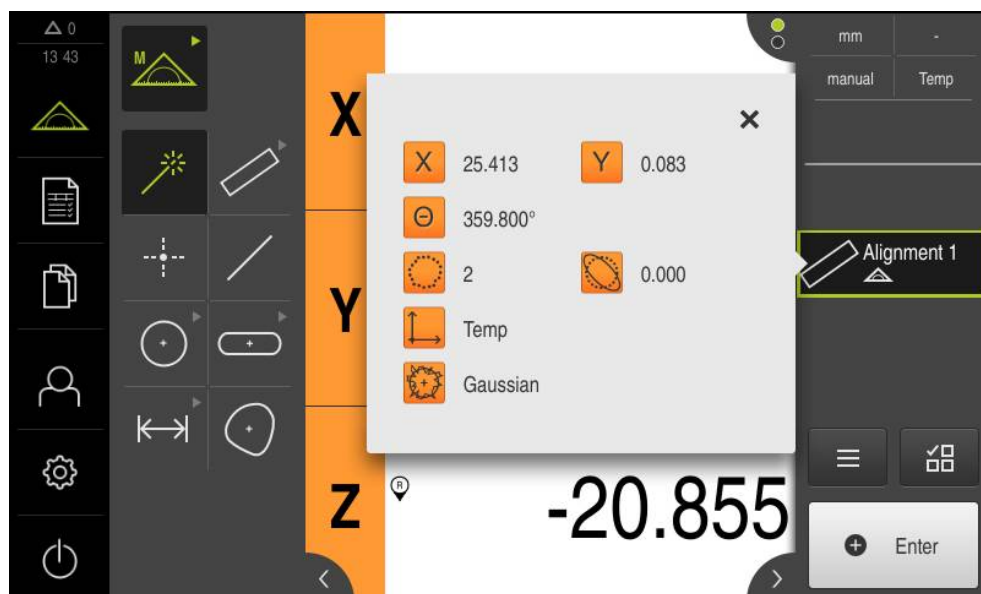 0
13 43
M
mm -
manual Temp
X
X 25.413 Y 0.083
Θ 359.800°
2 0.000
Temp
Gaussian
Alignment 1
Y
Z R -20.855
Enter